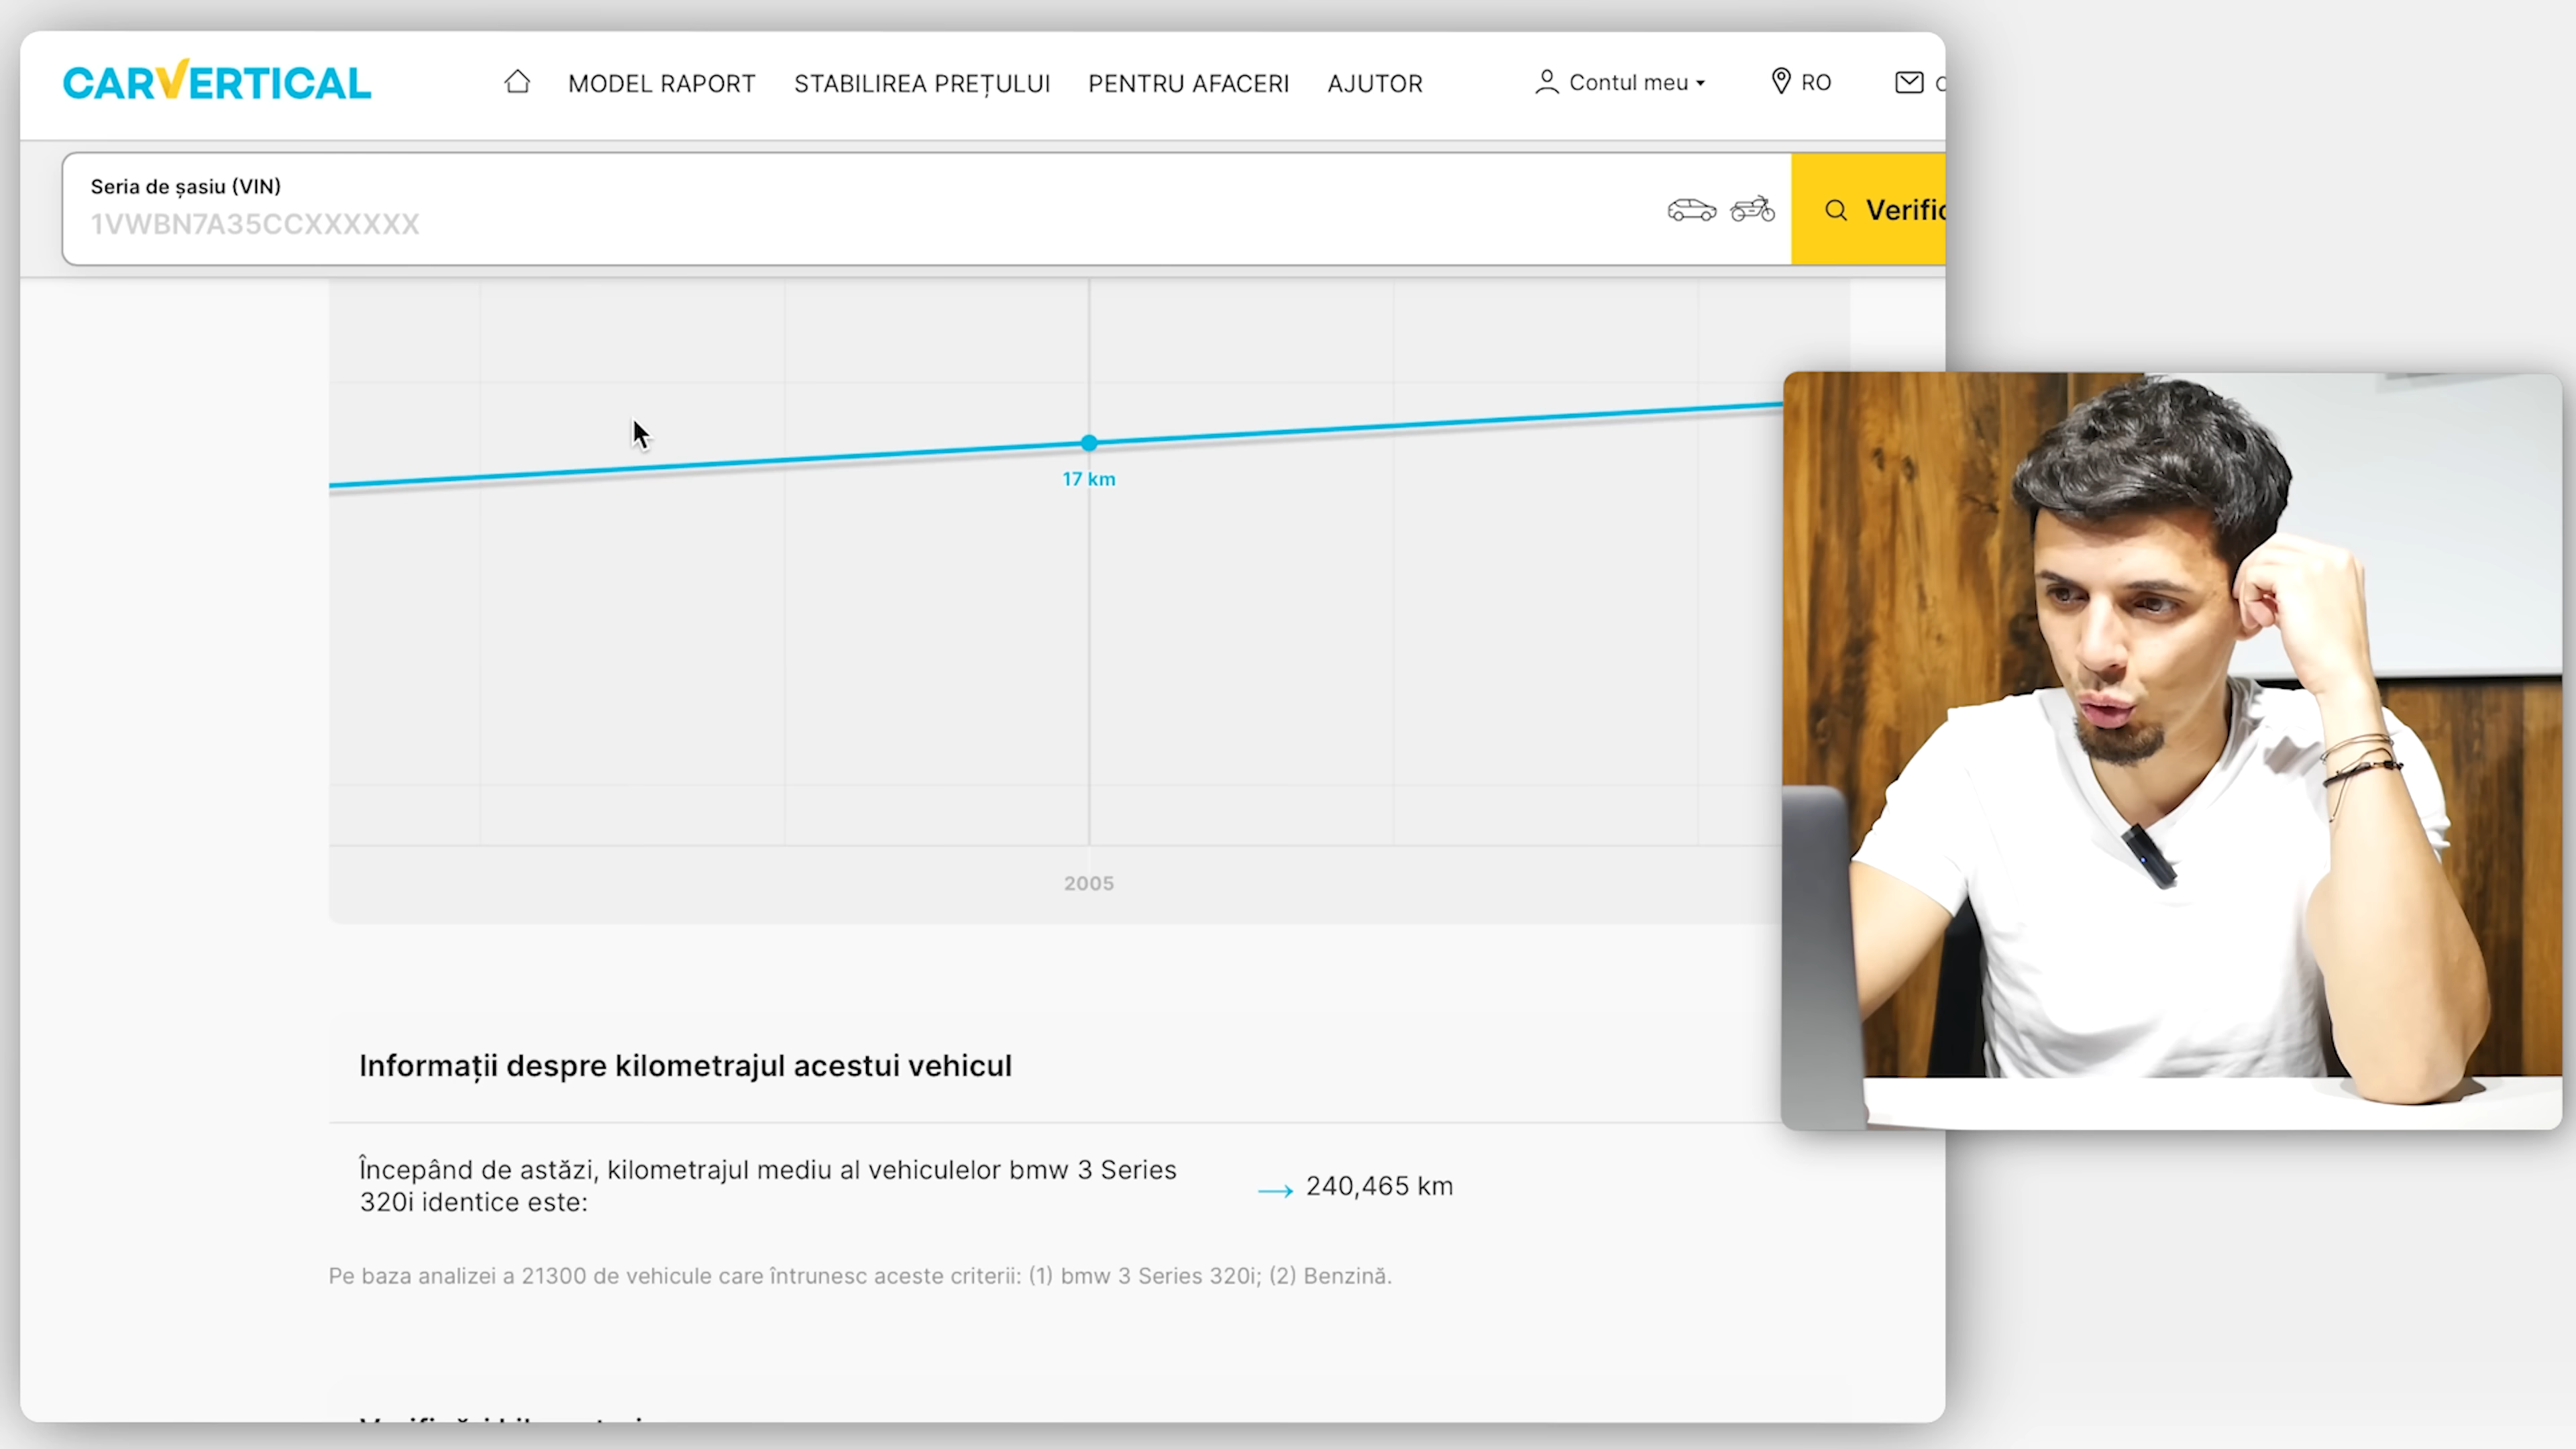 CARVERTICAL
MODEL RAPORT
STABILIREA PREȚULUI
PENTRU AFACERI
AJUTOR
Contul meu
RO
Seria de șasiu (VIN)
1VWBN7A35CCXXXXXX
17 km
2005
Informații despre kilometrajul acestui vehicul
Începând de astăzi, kilometrajul mediu al vehiculelor bmw 3 Series
320i identice este:
240,465 km
Pe baza analizei a 21300 de vehicule care întrunesc aceste criterii: (1) bmw 3 Series 320i; (2) Benzină.